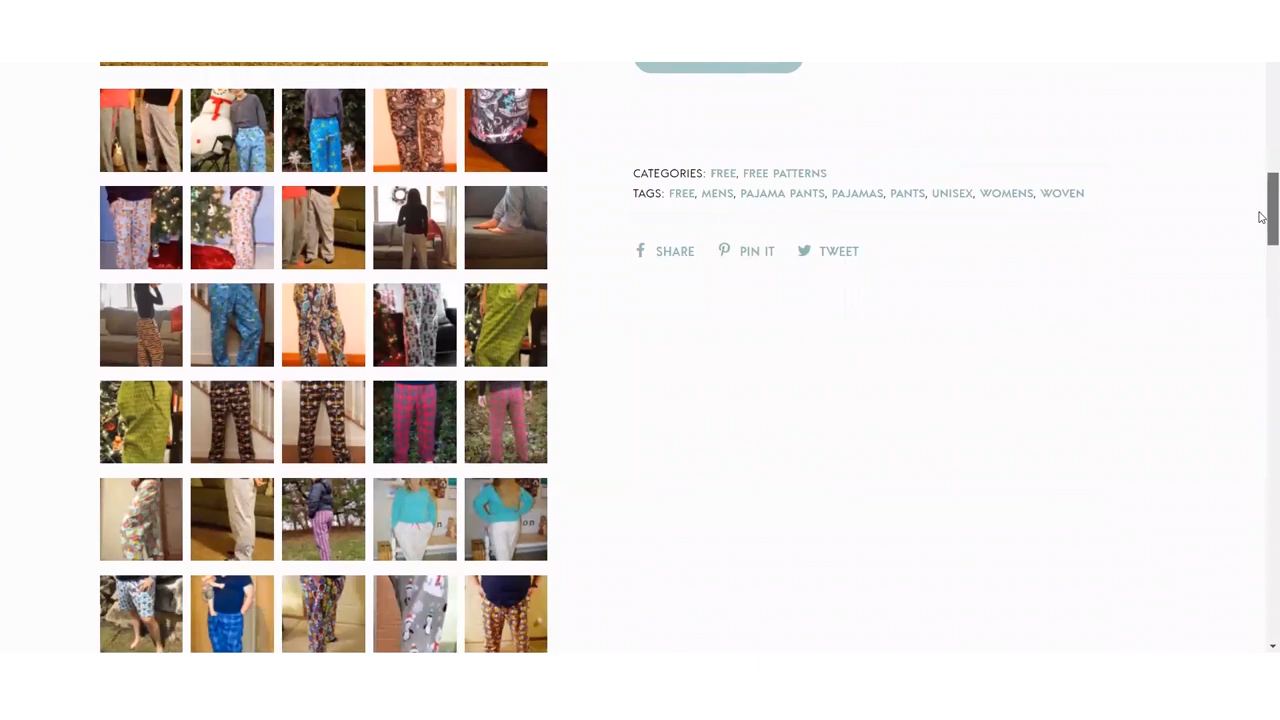 CATEGORIES: FREE, FREE PATTERNS
TAGS: FREE, MENS, PAJAMA PANTS, PAJAMAS, PANTS, UNISEX, WOMENS, WOVEN
SHARE PIN IT TWEET